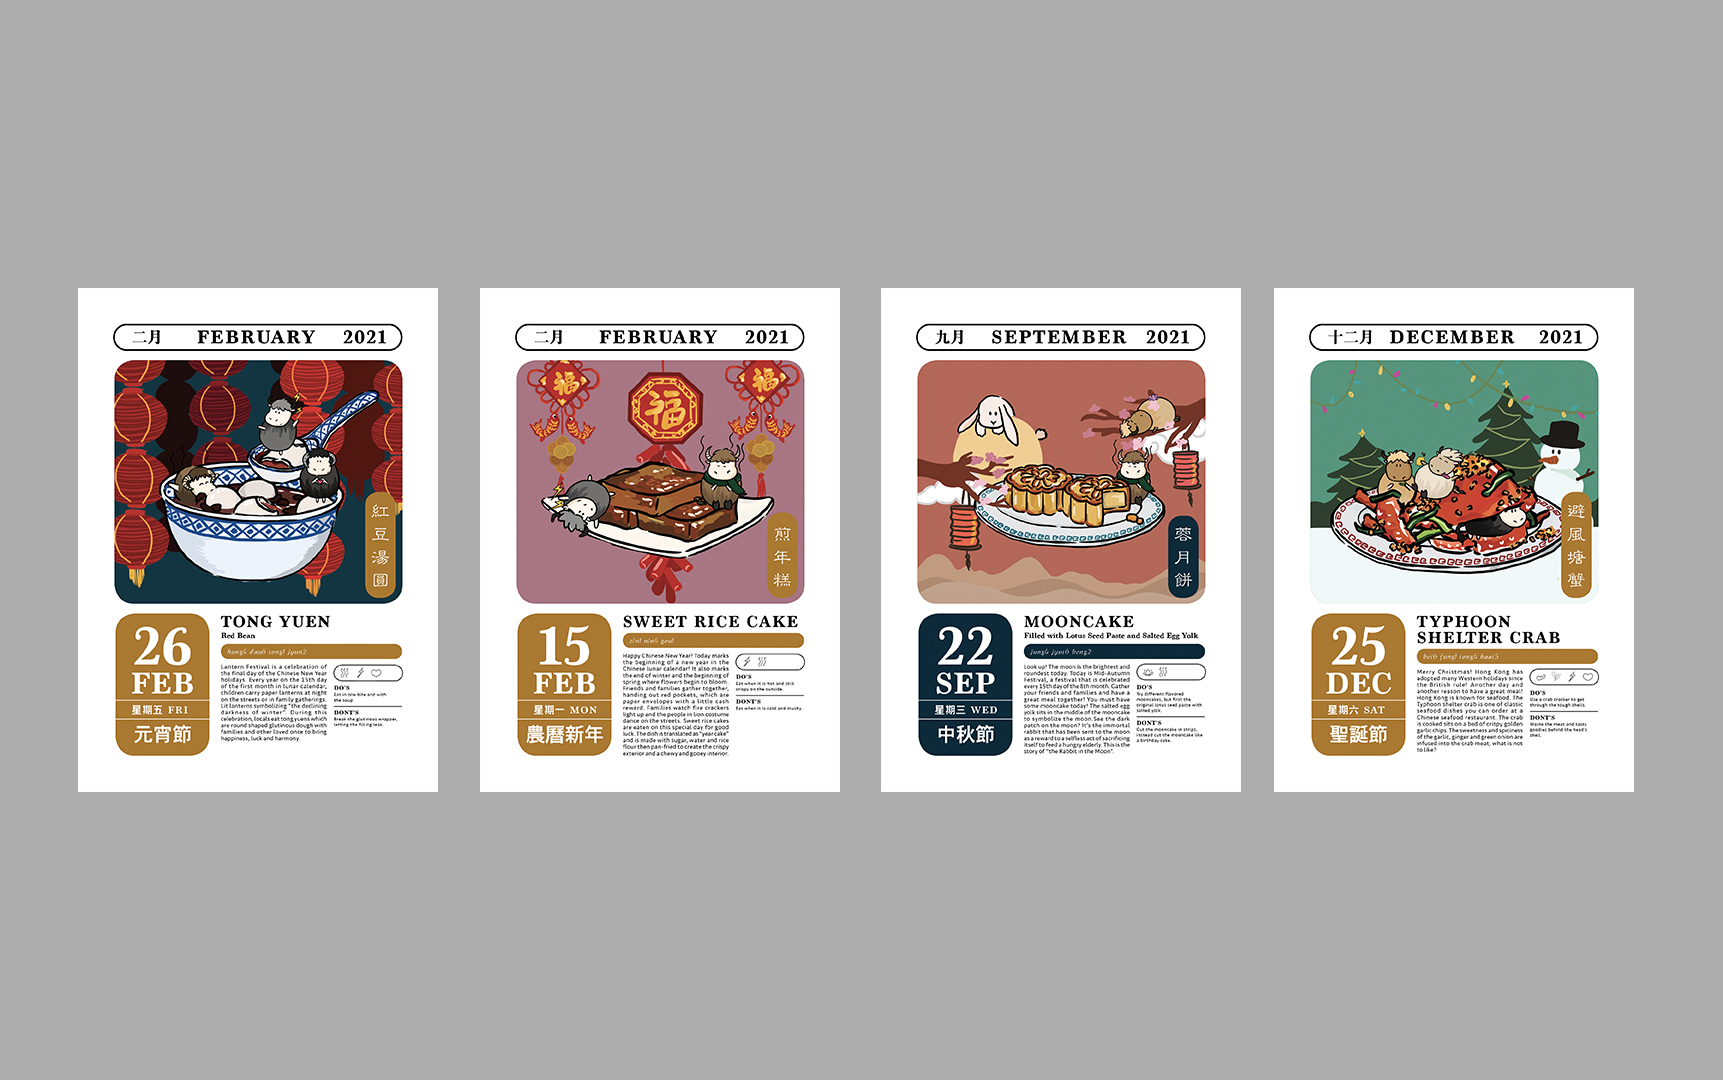 二月 FEBRUARY 2021
紅豆湯圓
26
FEB
星期五 FRI
元宵節
TONG YUEN
Red Bean
hung4 dau6 tong1 jyun2
Lantern Festival is a celebration of
the final day of the Chinese New Year
holidays. Every year on the 15th day
of the first month in lunar calendar,
children carry paper lanterns at night
on the streets or in family gatherings.
Lit lanterns symbolizing "the declining
darkness of winter". During this
celebration, locals eat tong yuens which
are round shaped glutinous dough with
families and other loved once to bring
happiness, luck and harmony.
DO'S
Eat in one bite and with
the soup
DONT'S
Break the glutinous wrapper,
letting the filling leak.
二月 FEBRUARY 2021
福
福
福
煎年糕
15
FEB
星期一 MON
農曆新年
SWEET RICE CAKE
Happy Chinese New Year! Today marks
the beginning of a new year in the
Chinese lunar calendar! It also marks
the end of winter and the beginning of
spring where flowers begin to bloom.
Friends and families gather together,
handing out red pockets, which are
paper envelopes with a little cash
reward. Families watch fire crackers
light up and the people in lion costume
dance on the streets. Sweet rice cakes
are eaten on this special day for good
luck. The dish is translated as "year cake"
and is made with sugar, water and rice
flour then pan-fried to create the crispy
exterior and a chewy and gooey interior.
DO'S
Eat when it is hot and still
crispy on the outside.
DONT'S
Eat when it is cold and mushy.
九月 SEPTEMBER 2021
蓉月餅
22
SEP
星期三 WED
中秋節
MOONCAKE
Filled with Lotus Seed Paste and Salted Egg Yolk
jung4 jyut6 beng2
Look up! The moon is the brightest and
roundest today. Today is Mid-Autumn
Festival, a festival that is celebrated
every 15th day of the 8th month. Gather
your friends and families and have a
great meal together! You must have
some mooncake today! The salted egg
yolk sits in the middle of the mooncake
to symbolize the moon. See the dark
patch on the moon? It's the immortal
rabbit that has been sent to the moon
as a reward to a selfless act of sacrificing
itself to feed a hungry elderly. This is the
story of "the Rabbit in the Moon".
DO'S
Try different flavored
mooncakes, but first the
original lotus seed paste with
salted yolk.
DONT'S
Cut the mooncake in strips,
instead cut the mooncake like
a birthday cake.
十二月 DECEMBER 2021
避風塘蟹
25
DEC
星期六 SAT
聖誕節
TYPHOON
SHELTER CRAB
bei6 fung1 tong4 haai5
Merry Christmas! Hong Kong has
adopted many Western holidays since
the British rule! Another day and
another reason to have a great meal!
Hong Kong is known for seafood. The
Typhoon shelter crab is one of classic
seafood dishes you can order at a
Chinese seafood restaurant. The crab
is cooked sits on a bed of crispy golden
garlic chips. The sweetness and spiciness
of the garlic, ginger and green onion are
infused into the crab meat, what is not
to like?
DO'S
Use a crab cracker to get
through the tough shells.
DONT'S
Waste the meat and tasty
goodies behind the head's
shell.